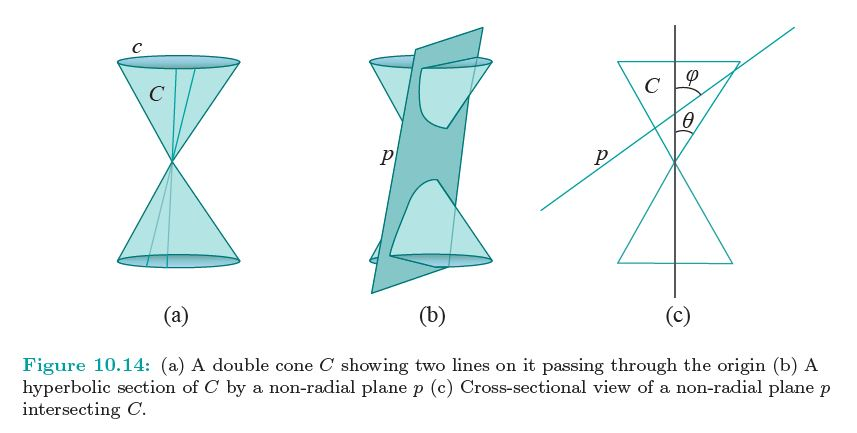 c
C
p
C
φ
θ
p
(a)
(b)
(c)
Figure 10.14: (a) A double cone C showing two lines on it passing through the origin (b) A
hyperbolic section of C by a non-radial plane p (c) Cross-sectional view of a non-radial plane p
intersecting C.